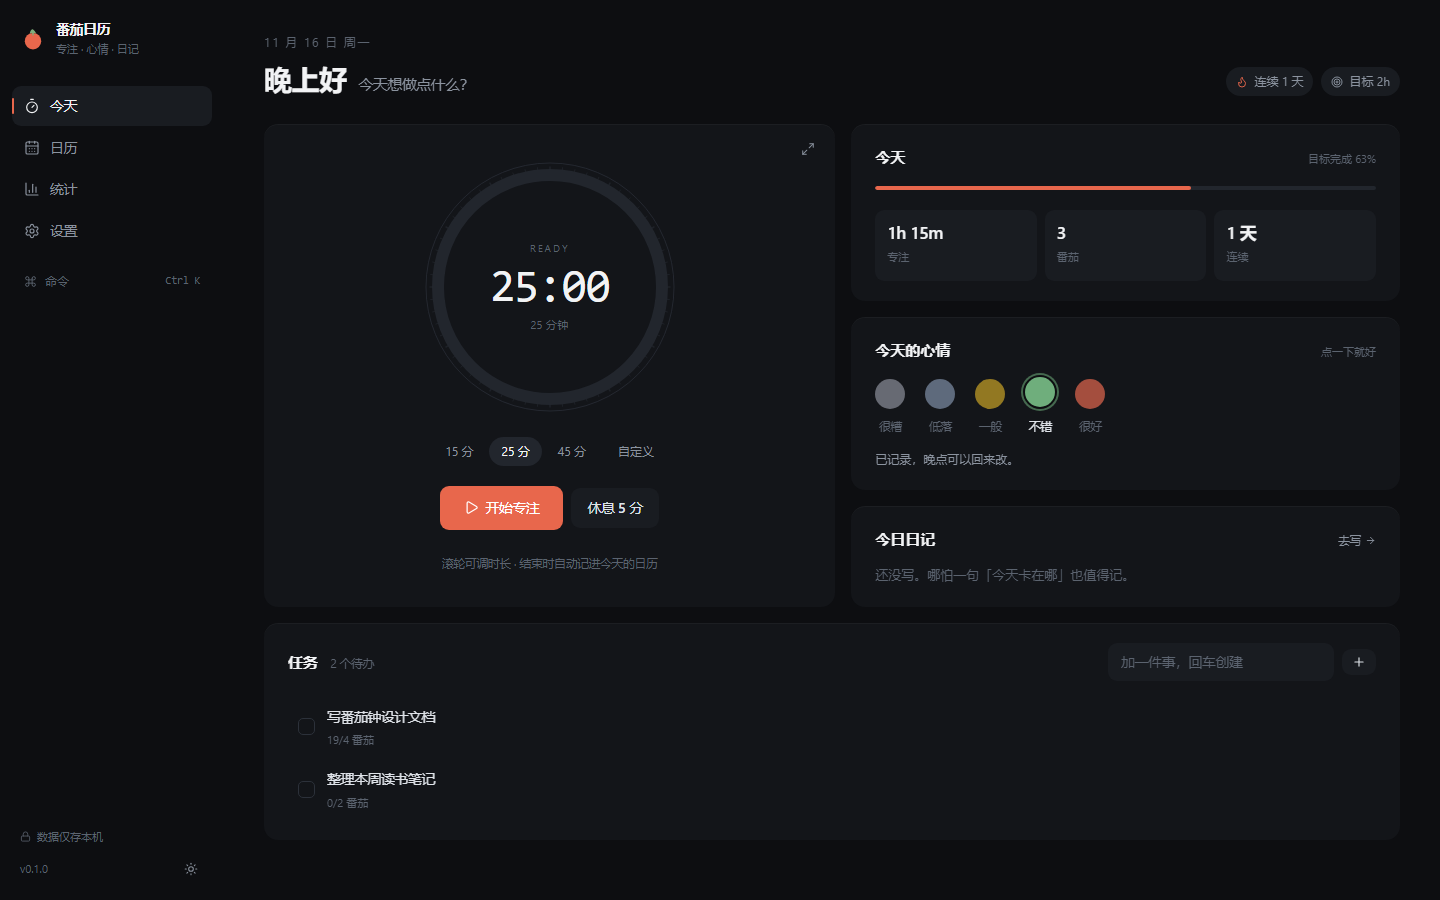 番茄日历
专注 · 心情 · 日记
今天
日历
统计
设置
⌘ 命令 Ctrl K
数据仅存本机
v0.1.0
11 月 16 日 周一
晚上好 今天想做点什么?
连续 1 天
目标 2h
READY
25:00
25 分钟
15 分 25 分 45 分 自定义
开始专注 休息 5 分
滚轮可调时长 · 结束时自动记进今天的日历
今天 目标完成 63%
1h 15m
专注
3
番茄
1 天
连续
今天的心情 点一下就好
很糟 低落 一般 不错 很好
已记录，晚点可以回来改。
今日日记 去写 →
还没写。哪怕一句「今天卡在哪」也值得记。
任务 2 个待办 加一件事，回车创建 +
写番茄钟设计文档
19/4 番茄
整理本周读书笔记
0/2 番茄